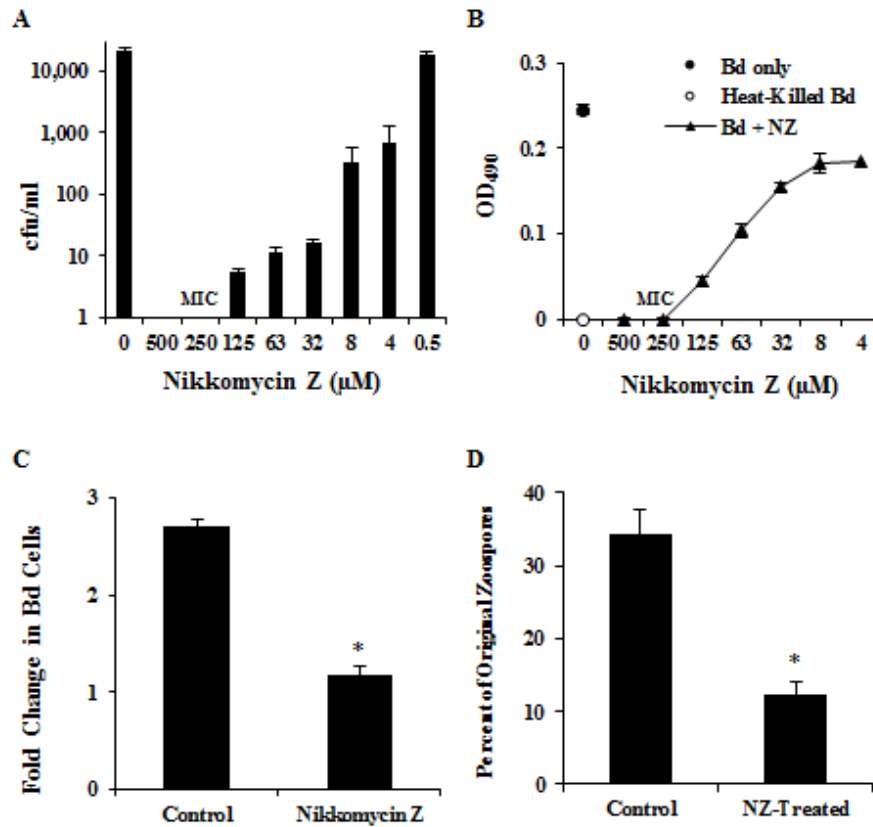 A
10,000
1,000
100
10
1
cfu/ml
MIC
0 500 250 125 63 32 8 4 0.5
Nikkomycin Z (µM)
B
0.3
0.2
0.1
0
OD490
Bd only
Heat-Killed Bd
Bd + NZ
MIC
0 500 250 125 63 32 8 4
Nikkomycin Z (µM)
C
3
2
1
0
Fold Change in Bd Cells
*
Control Nikkomycin Z
D
40
30
20
10
0
Percent of Original Zoospores
*
Control NZ-Treated